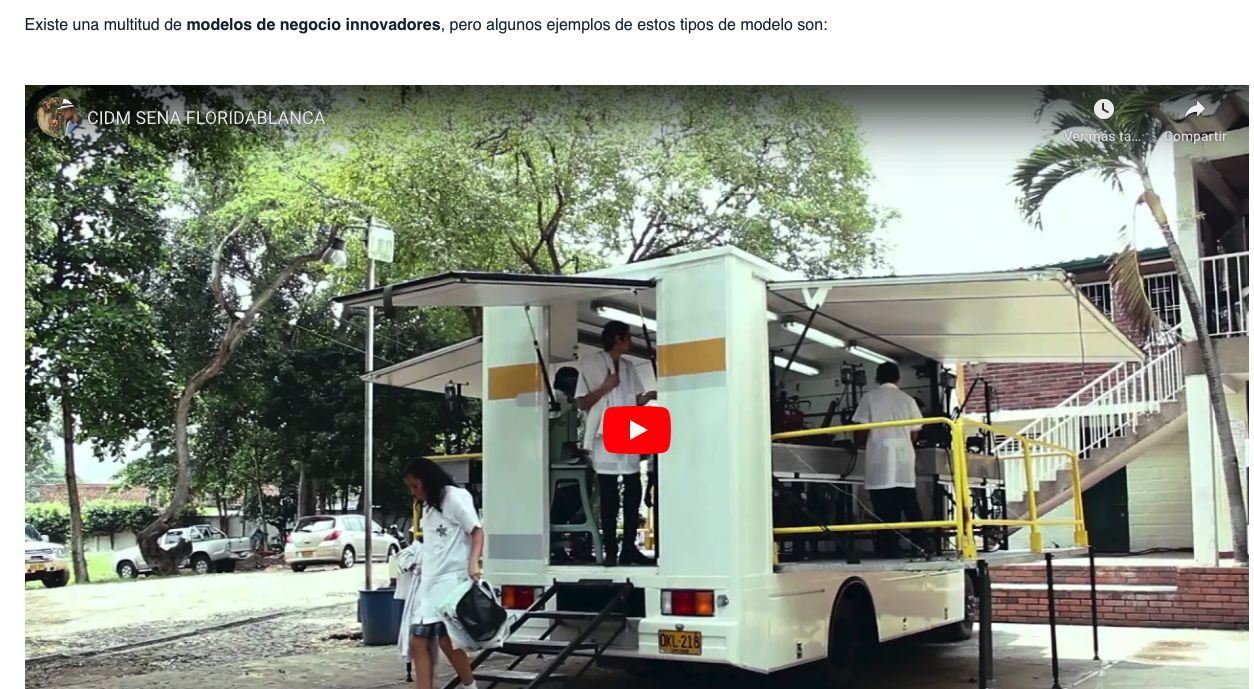 Existe una multitud de modelos de negocio innovadores, pero algunos ejemplos de estos tipos de modelo son:
CIDM SENA FLORIDABLANCA
Ver más ta...
Compartir
OKL-218